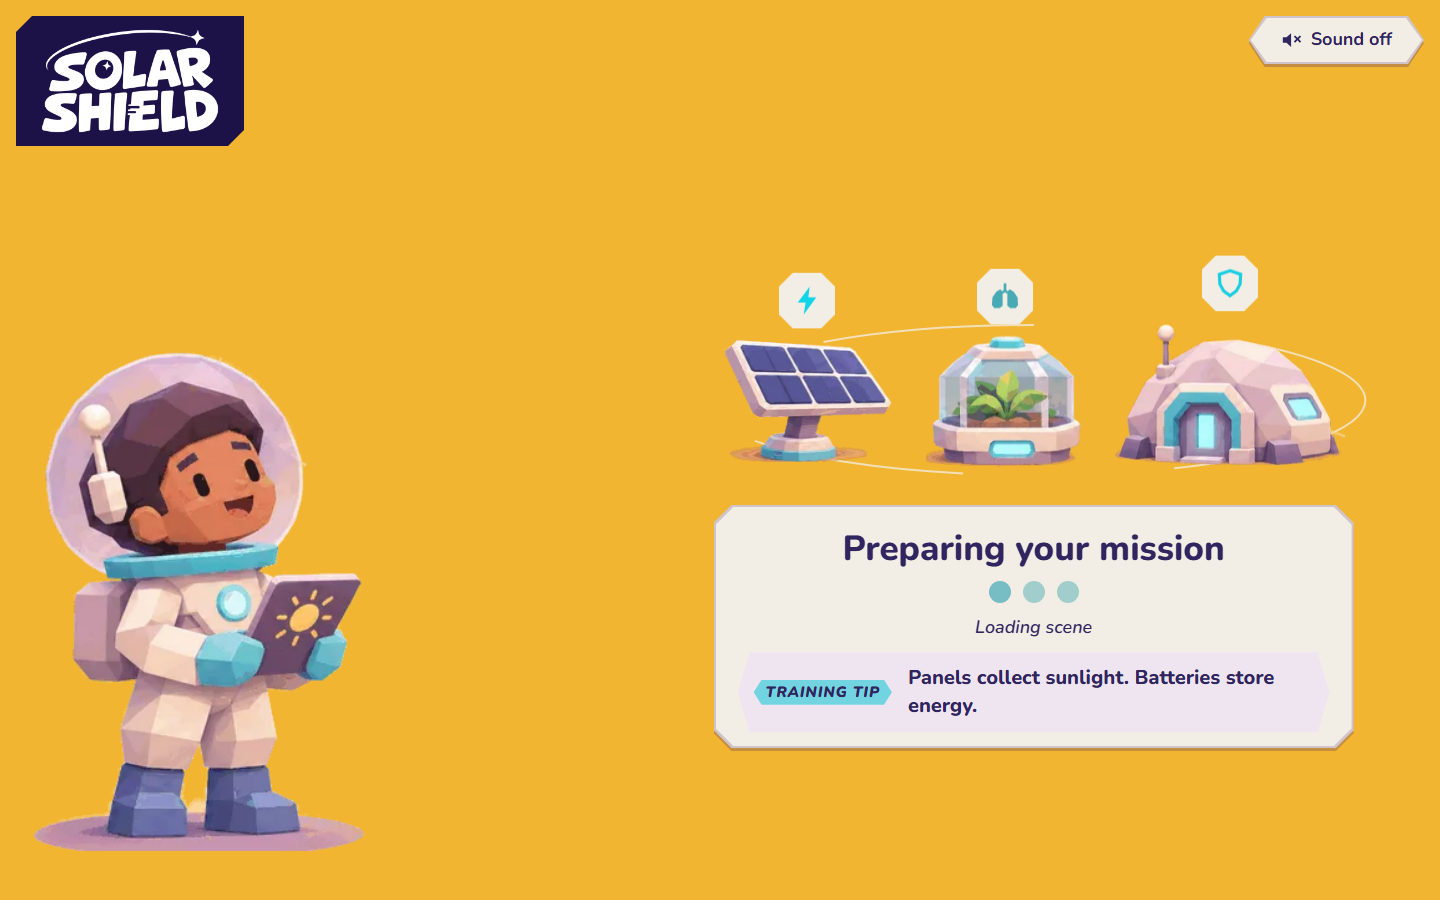 SOLAR
SHIELD
Sound off
Preparing your mission
Loading scene
TRAINING TIP
Panels collect sunlight. Batteries store
energy.